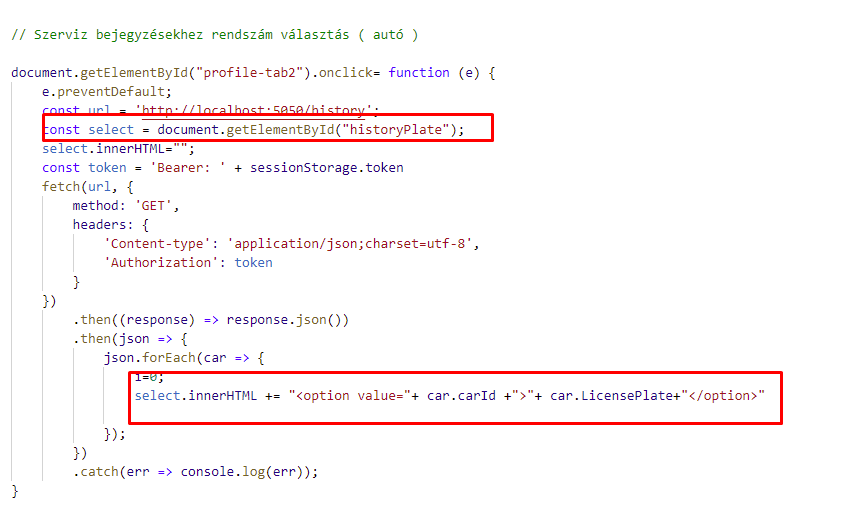 // Szerviz bejegyzésekhez rendszám választás ( autó )
document.getElementById("profile-tab2").onclick= function (e) {
e.preventDefault;
const url = 'http://localhost:5050/history';
const select = document.getElementById("historyPlate");
select.innerHTML="";
const token = 'Bearer: ' + sessionStorage.token
fetch(url, {
method: 'GET',
headers: {
'Content-type': 'application/json;charset=utf-8',
'Authorization': token
}
})
.then((response) => response.json())
.then(json => {
json.forEach(car => {
i=0;
select.innerHTML += "<option value="+ car.carId +">"+ car.LicensePlate+"</option>"
});
})
.catch(err => console.log(err));
}